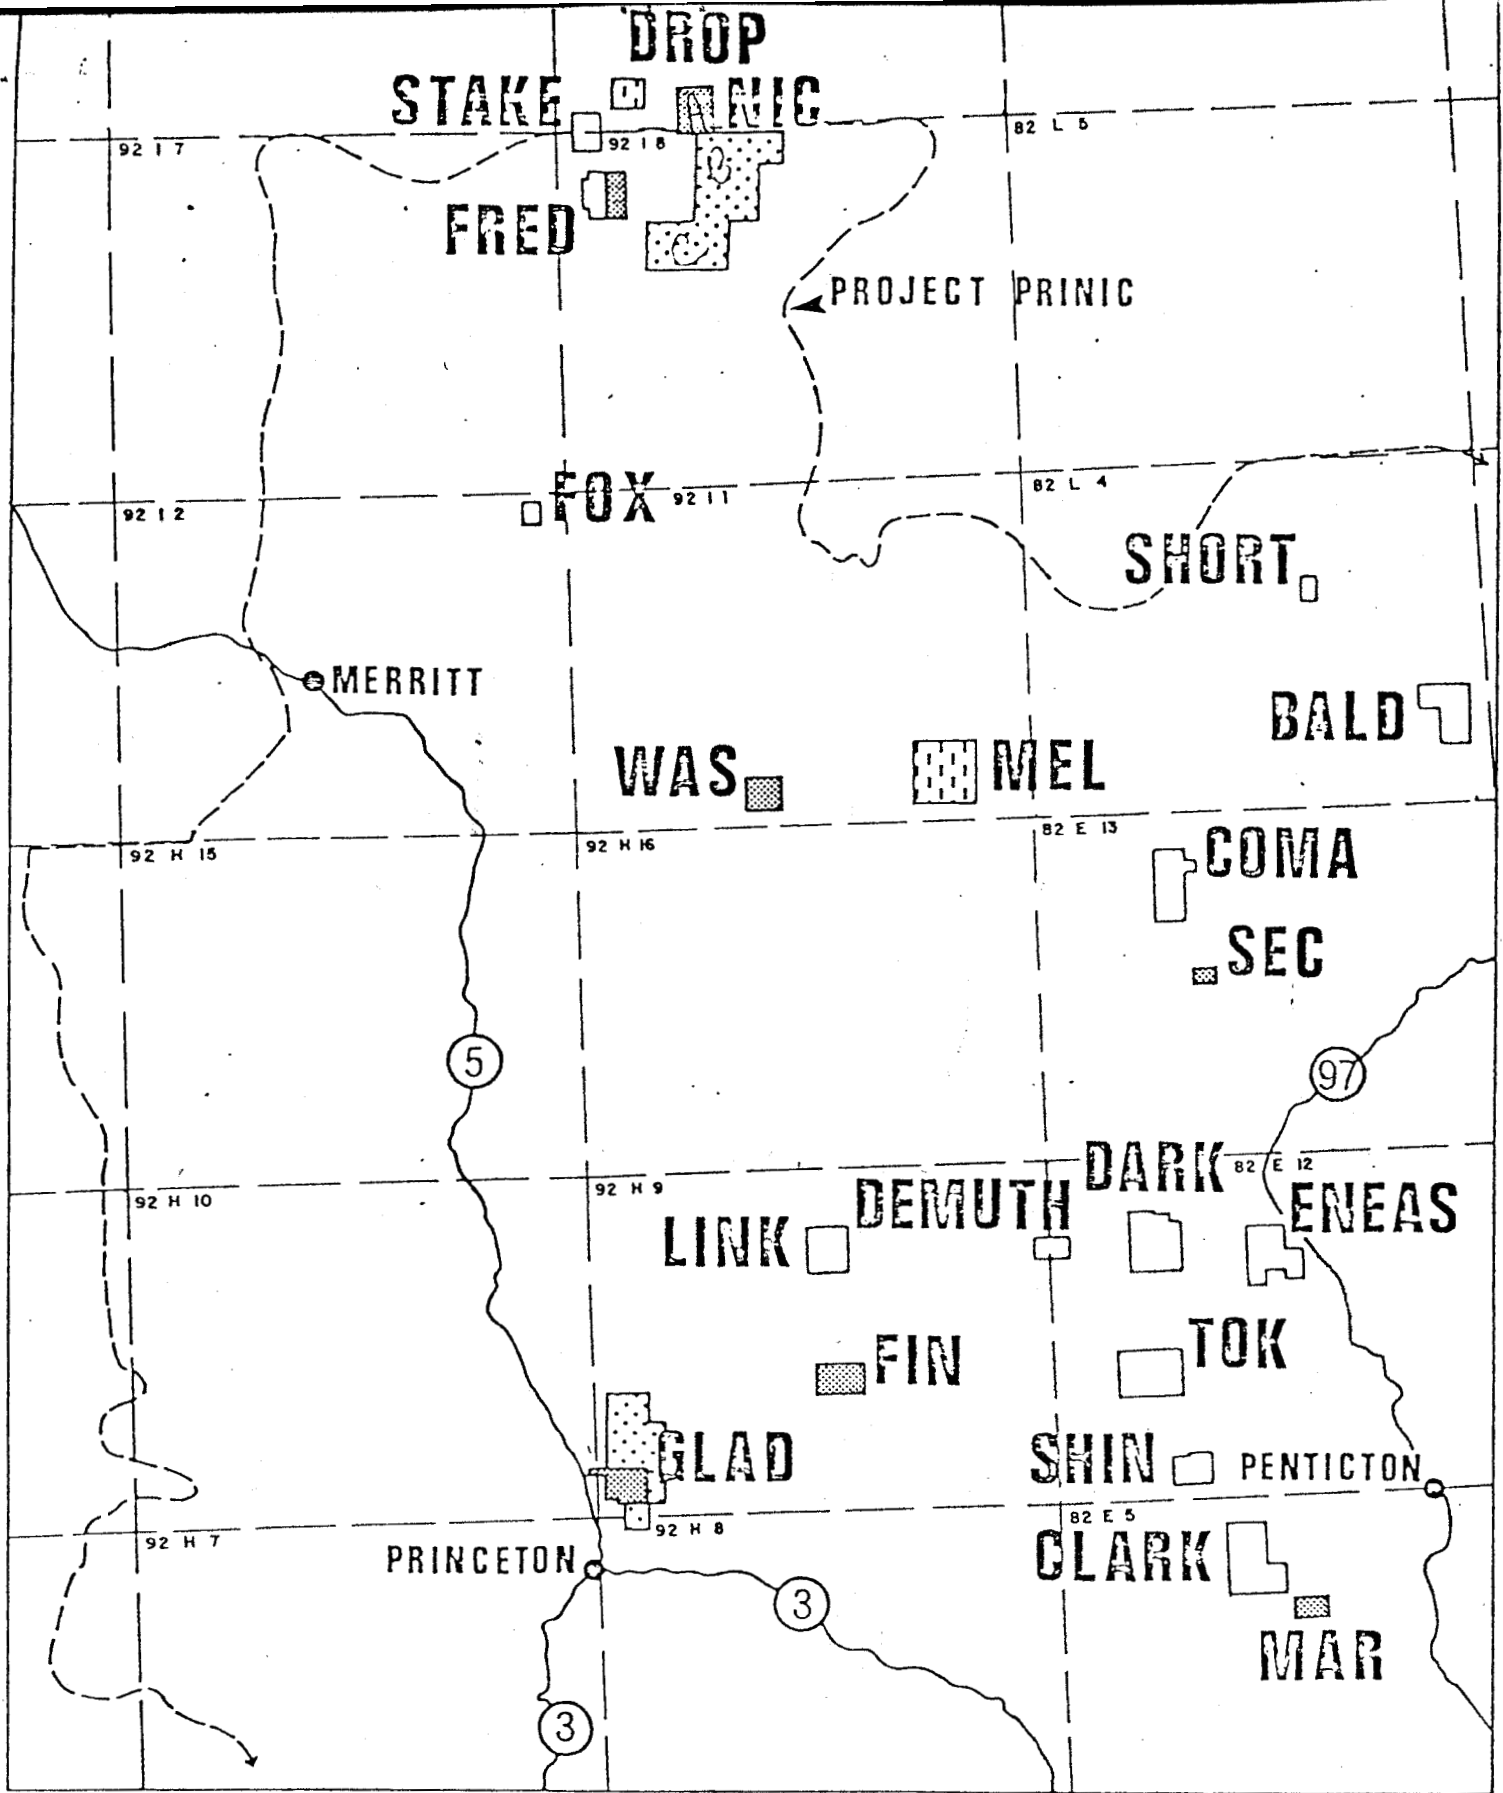 DROP
STAKE
NIC
92 I 7
92 I 8
82 L 5
FRED
PROJECT PRINIC
FOX
92 I 2
92 I 1
82 L 4
SHORT
MERRITT
BALD
WAS
MEL
92 H 15
92 H 16
82 E 13
COMA
SEC
5
97
DARK
82 E 12
92 H 10
92 H 9
DEMUTH
ENEAS
LINK
TOK
FIN
GLAD
SHIN
PENTICTON
92 H 7
92 H 8
82 E 5
PRINCETON
CLARK
3
MAR
3